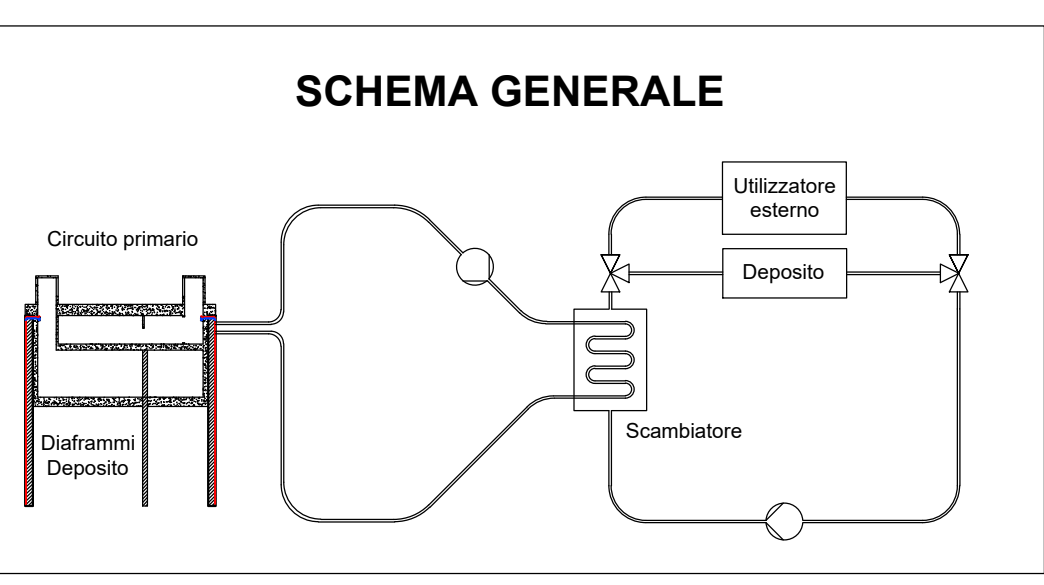 SCHEMA GENERALE
Utilizzatore
esterno
Circuito primario
Deposito
Diaframmi
Deposito
Scambiatore